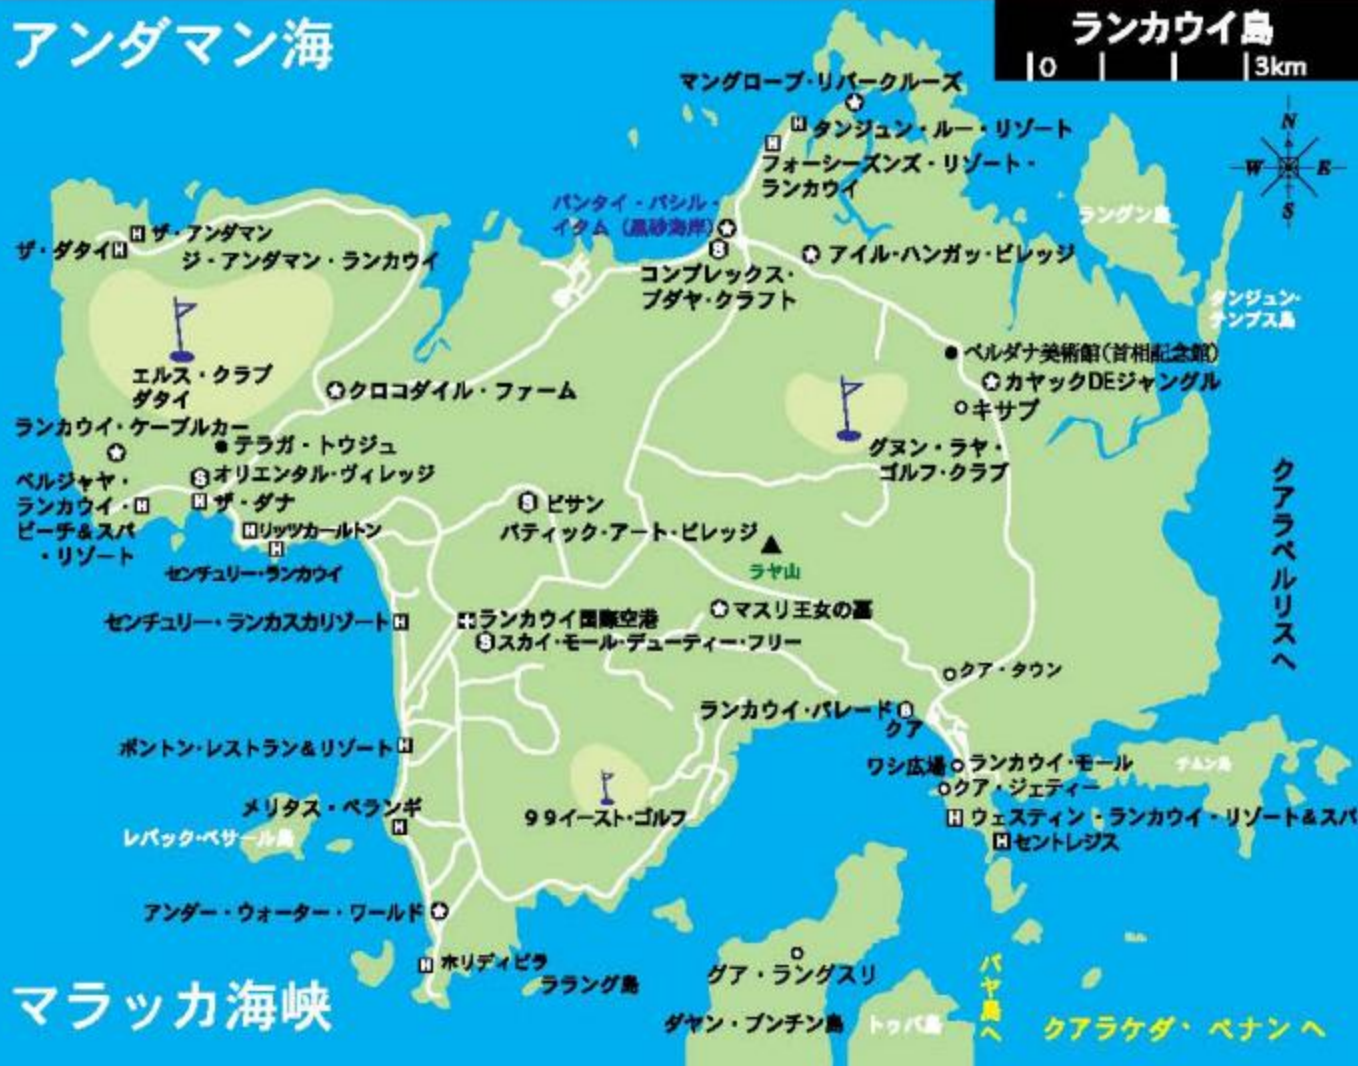 アンダマン海
ランカウイ島
0
3km
マングローブ・リバークルーズ
N
H タンジュン・ルー・リゾート
H
フォーシーズンズ・リゾート・
ランカウイ
W
E
S
パンタイ・パシル・
イタム（黒砂海岸）
ラングン島
H ザ・アンダマン
ザ・ダタイ H
ジ・アンダマン・ランカウイ
S
コンプレックス・
ブダヤ・クラフト
アイル・ハンガッ・ビレッジ
タンジュン・
デンプス島
ペルダナ美術館(首相記念館)
エルス・クラブ
ダタイ
クロコダイル・ファーム
カヤックDEジャングル
キサプ
ランカウイ・ケーブルカー
テラガ・トウジュ
グヌン・ラヤ・
ゴルフ・クラブ
ベルジャヤ・
ランカウイ・ H
ビーチ＆スパ
・リゾート
S オリエンタル・ヴィレッジ
H ザ・ダナ
S ビサン
クアラペルリスへ
H リッツカールトン
H
センチュリー・ランカウイ
バティック・アート・ビレッジ
ラヤ山
センチュリー・ランカスカリゾート H
ランカウイ国際空港
S スカイ・モール・デューティー・フリー
マスリ王女の墓
クア・タウン
ランカウイ・パレード S
クア
ボントン・レストラン＆リゾート H
ワシ広場
ランカウイ・モール
テムン島
クア・ジェティー
メリタス・ペランギ
H
レバック・ベサール島
９９イースト・ゴルフ
H ウェスティン・ランカウイ・リゾート＆スパ
H セントレジス
アンダー・ウォーター・ワールド
H ホリディビラ
ララング島
グア・ラングスリ
マラッカ海峡
ダヤン・ブンチン島
トゥバ島
パヤ島へ
クアラケダ・ペナンへ